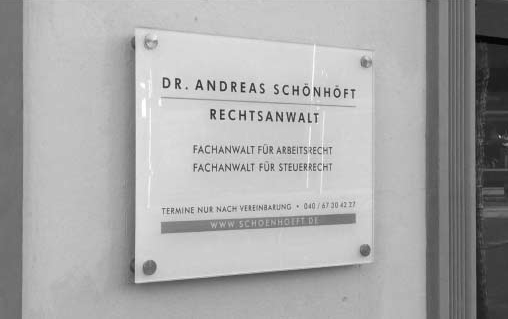 DR. ANDREAS SCHÖNHÖFT
RECHTSANWALT
FACHANWALT FÜR ARBEITSRECHT
FACHANWALT FÜR STEUERRECHT
TERMINE NUR NACH VEREINBARUNG • 040 / 67 30 42 27
WWW.SCHOENHOEFT.DE